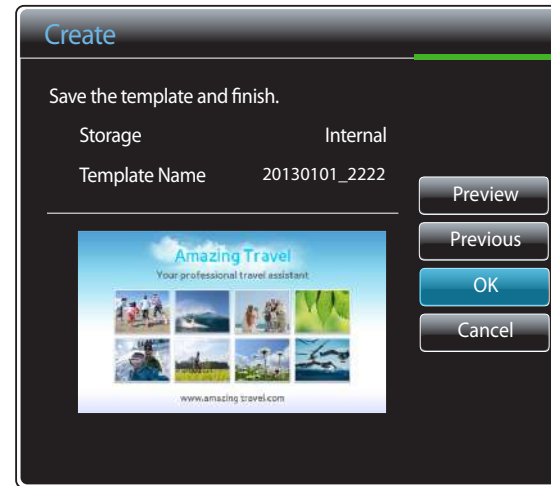 Create
Save the template and finish.
Storage Internal
Template Name 20130101_2222
Preview
Previous
OK
Cancel
Amazing Travel
Your professional travel assistant
www.amazing travel.com